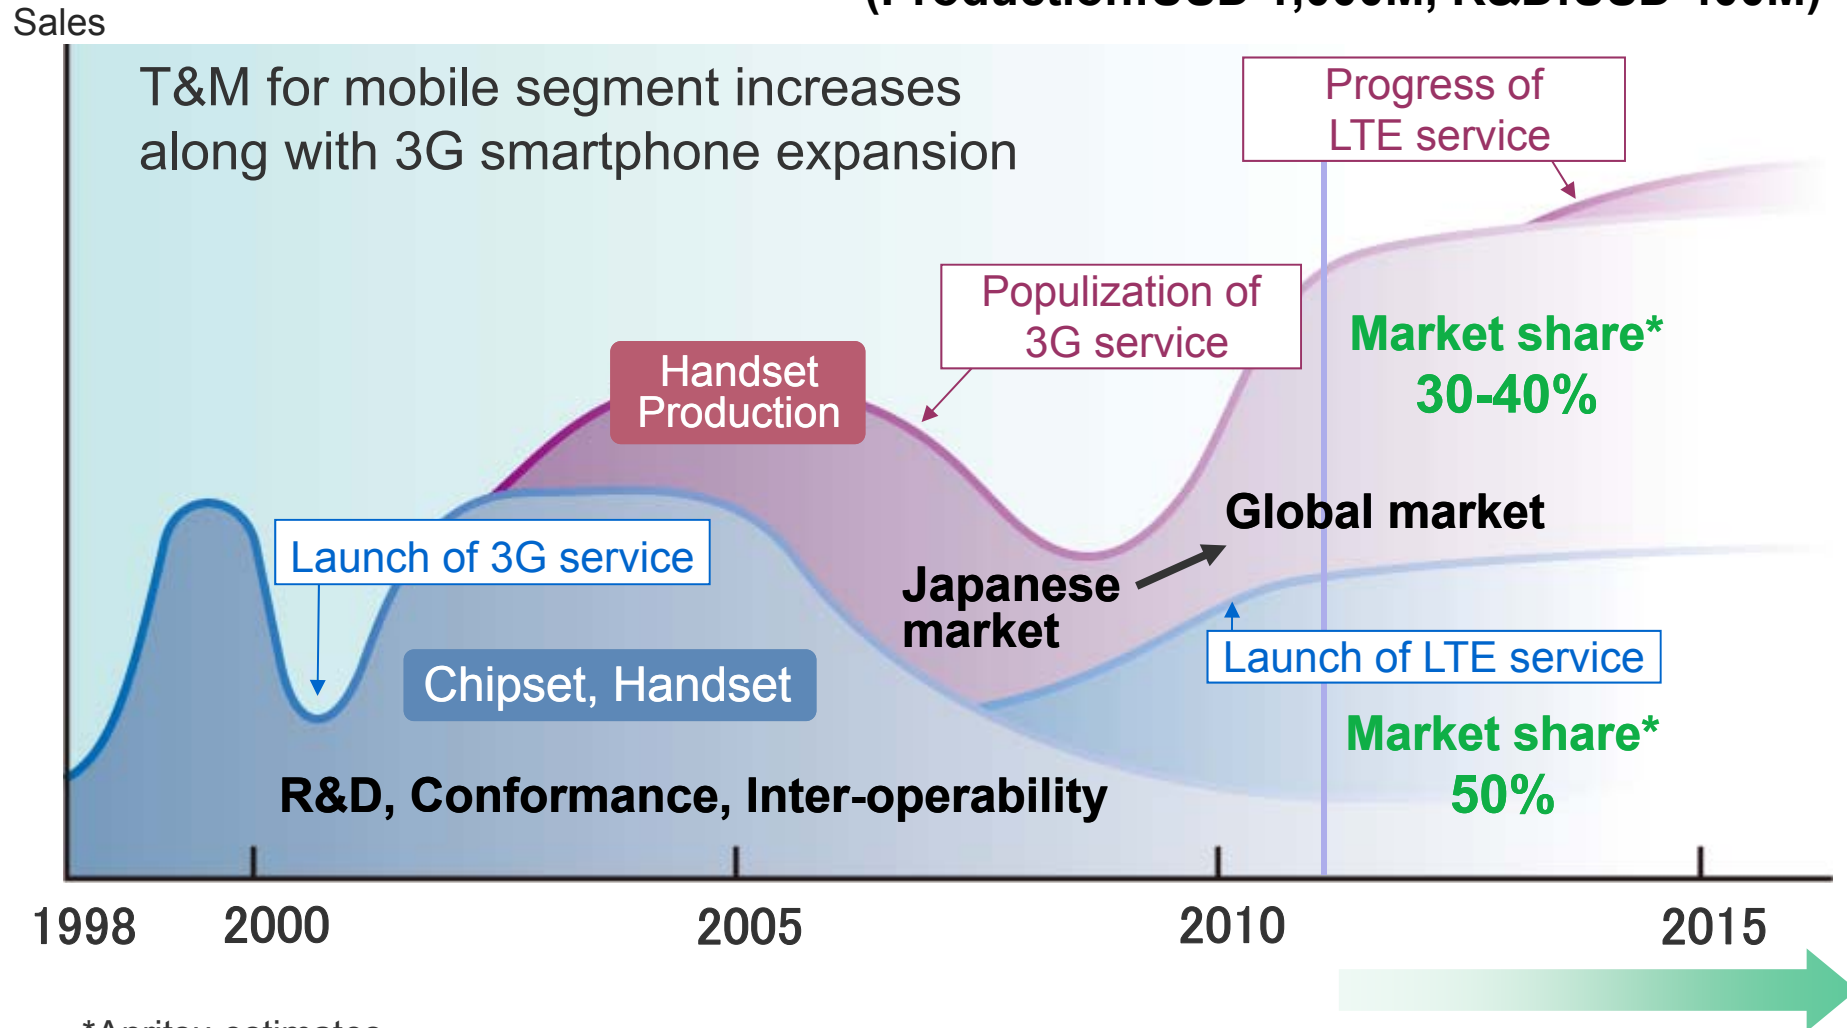 Sales
T&M for mobile segment increases
along with 3G smartphone expansion
Progress of
LTE service
Populization of
3G service
Market share*
30-40%
Handset
Production
Global market
Launch of 3G service
Japanese
market
Launch of LTE service
Chipset, Handset
Market share*
50%
R&D, Conformance, Inter-operability
1998 2000 2005 2010 2015